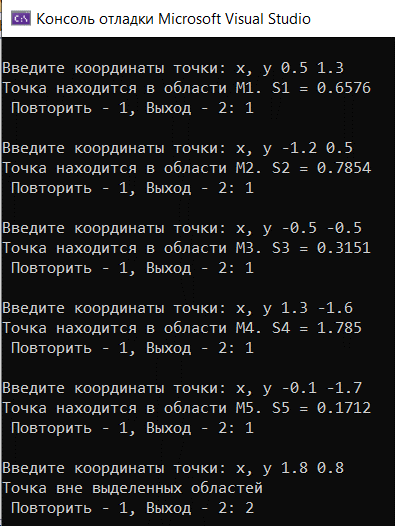 Консоль отладки Microsoft Visual Studio
Введите координаты точки: x, y 0.5 1.3
Точка находится в области M1. S1 = 0.6576
Повторить - 1, Выход - 2: 1
Введите координаты точки: x, y -1.2 0.5
Точка находится в области M2. S2 = 0.7854
Повторить - 1, Выход - 2: 1
Введите координаты точки: x, y -0.5 -0.5
Точка находится в области M3. S3 = 0.3151
Повторить - 1, Выход - 2: 1
Введите координаты точки: x, y 1.3 -1.6
Точка находится в области M4. S4 = 1.785
Повторить - 1, Выход - 2: 1
Введите координаты точки: x, y -0.1 -1.7
Точка находится в области M5. S5 = 0.1712
Повторить - 1, Выход - 2: 1
Введите координаты точки: x, y 1.8 0.8
Точка вне выделенных областей
Повторить - 1, Выход - 2: 2